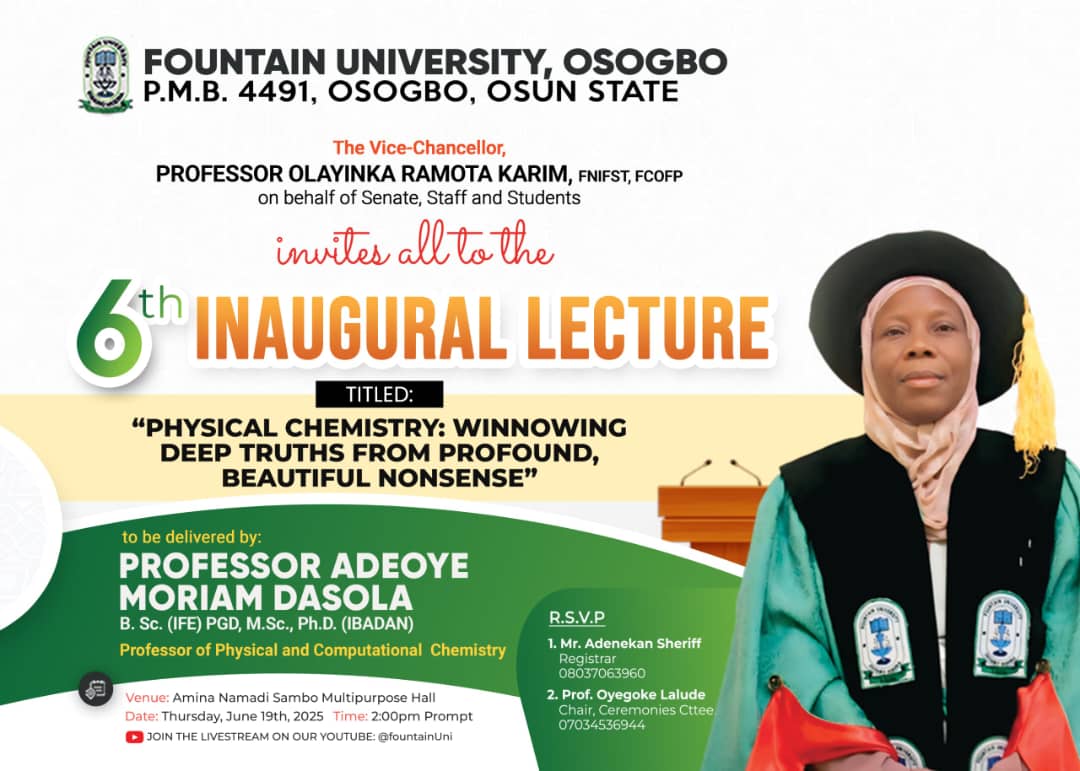 FOUNTAIN UNIVERSITY, OSOGBO
P.M.B. 4491, OSOGBO, OSUN STATE
The Vice-Chancellor,
PROFESSOR OLAYINKA RAMOTA KARIM, FNIFST, FCOFP
on behalf of Senate, Staff and Students
invites all to the
6th INAUGURAL LECTURE
TITLED:
“PHYSICAL CHEMISTRY: WINNOWING
DEEP TRUTHS FROM PROFOUND,
BEAUTIFUL NONSENSE”
to be delivered by:
PROFESSOR ADEOYE
MORIAM DASOLA
B. Sc. (IFE) PGD, M.Sc., Ph.D. (IBADAN)
Professor of Physical and Computational Chemistry
Venue: Amina Namadi Sambo Multipurpose Hall
Date: Thursday, June 19th, 2025 Time: 2:00pm Prompt
JOIN THE LIVESTREAM ON OUR YOUTUBE: @fountainUni
R.S.V.P
1. Mr. Adenekan Sheriff
Registrar
08037063960
2. Prof. Oyegoke Lalude
Chair, Ceremonies Cttee
07034536944
FOUNTAIN UNIVERSITY
FOUNTAIN UNIVERSITY